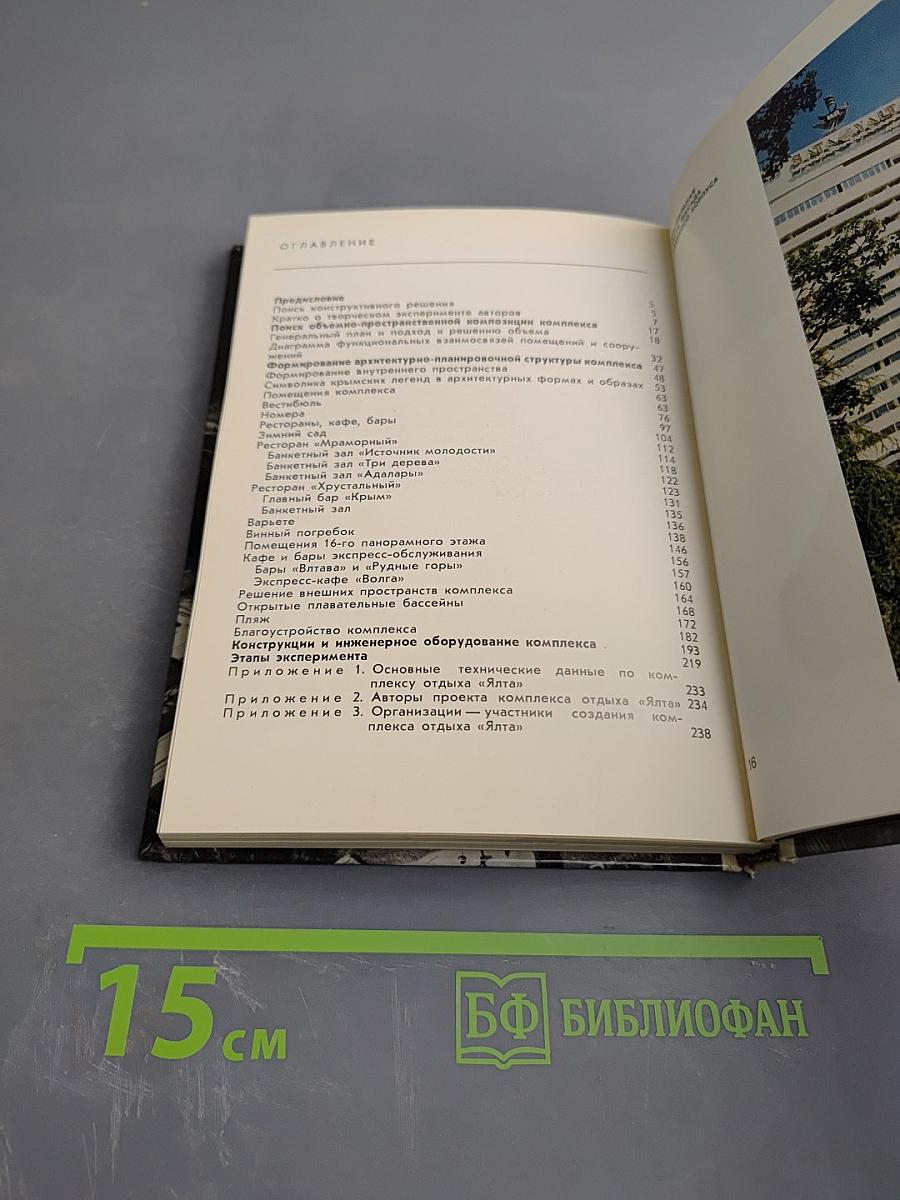 ОГЛАВЛЕНИЕ
Предисловие 5
Поиск конструктивного решения 5
Кратко о творческом эксперименте авторов 7
Поиск объемно-пространственной композиции комплекса 17
Генеральный план и подход к решению объема 18
Диаграмма функциональных взаимосвязей помещений и соору-
жений 32
Формирование архитектурно-планировочной структуры комплекса 47
Формирование внутреннего пространства 48
Символика крымских легенд в архитектурных формах и образах 53
Помещения комплекса 63
Вестибюль 63
Номера 76
Рестораны, кафе, бары 97
Зимний сад 104
Ресторан «Мраморный» 112
Банкетный зал «Источник молодости» 114
Банкетный зал «Три дерева» 118
Банкетный зал «Адалары» 122
Ресторан «Хрустальный» 123
Главный бар «Крым» 131
Банкетный зал 135
Варьете 136
Винный погребок 138
Помещения 16-го панорамного этажа 146
Кафе и бары экспресс-обслуживания 156
Бары «Влтава» и «Рудные горы» 157
Экспресс-кафе «Волга» 160
Решение внешних пространств комплекса 164
Открытые плавательные бассейны 168
Пляж 172
Благоустройство комплекса 182
Конструкции и инженерное оборудование комплекса 193
Этапы эксперимента 219
Приложение 1. Основные технические данные по ком-
плексу отдыха «Ялта» 233
Приложение 2. Авторы проекта комплекса отдыха «Ялта» 234
Приложение 3. Организации — участники создания ком-
плекса отдыха «Ялта» 238
КОРПУСА
16
15 см
БФ БИБЛИОФАН